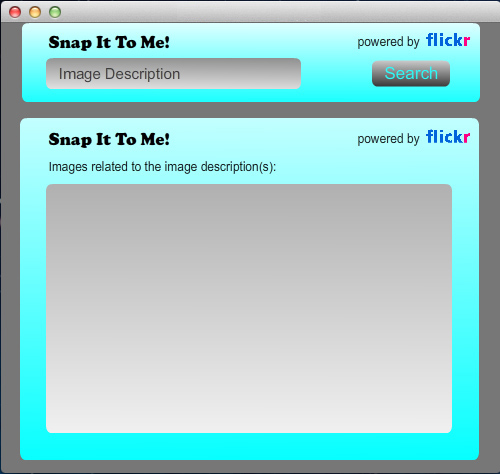 Snap It To Me!
powered by flickr
Image Description
Search
Snap It To Me!
powered by flickr
Images related to the image description(s):